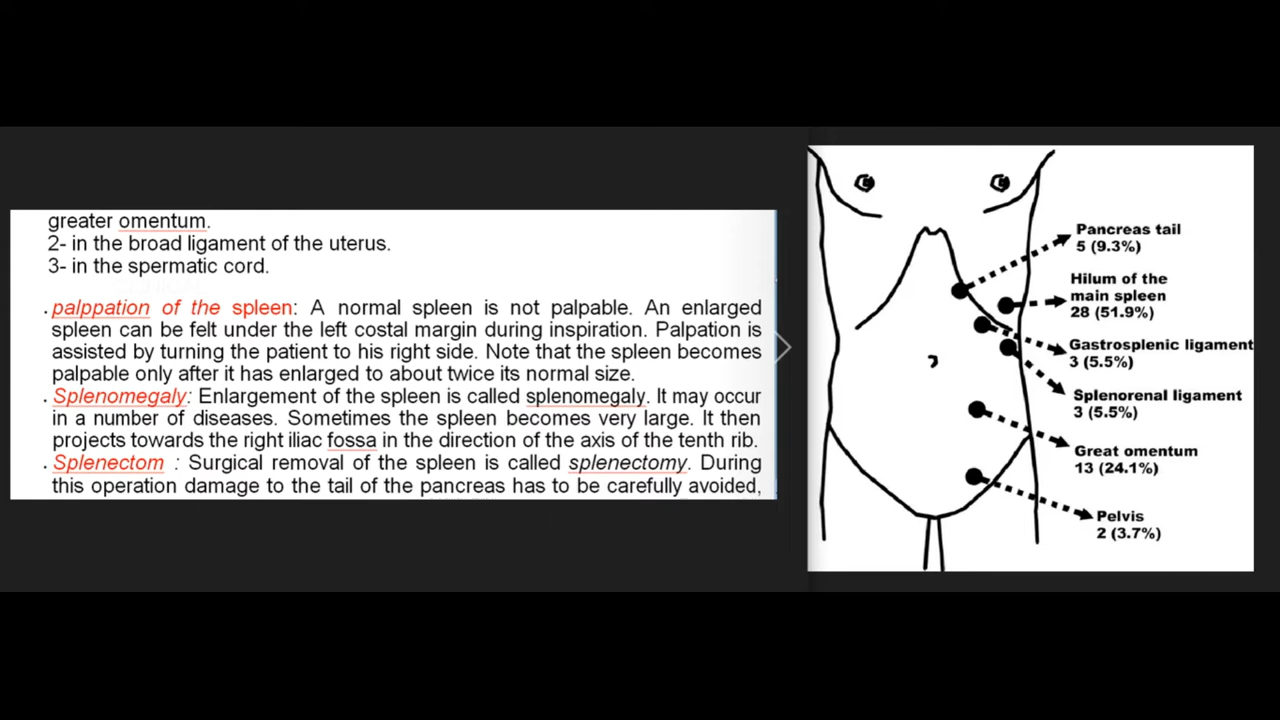 greater omentum.
2- in the broad ligament of the uterus.
3- in the spermatic cord.
. palppation of the spleen: A normal spleen is not palpable. An enlarged
spleen can be felt under the left costal margin during inspiration. Palpation is
assisted by turning the patient to his right side. Note that the spleen becomes
palpable only after it has enlarged to about twice its normal size.
. Splenomegaly: Enlargement of the spleen is called splenomegaly. It may occur
in a number of diseases. Sometimes the spleen becomes very large. It then
projects towards the right iliac fossa in the direction of the axis of the tenth rib.
. Splenectom : Surgical removal of the spleen is called splenectomy. During
this operation damage to the tail of the pancreas has to be carefully avoided,
Pancreas tail
5 (9.3%)
Hilum of the
main spleen
28 (51.9%)
Gastrosplenic ligament
3 (5.5%)
Splenorenal ligament
3 (5.5%)
Great omentum
13 (24.1%)
Pelvis
2 (3.7%)